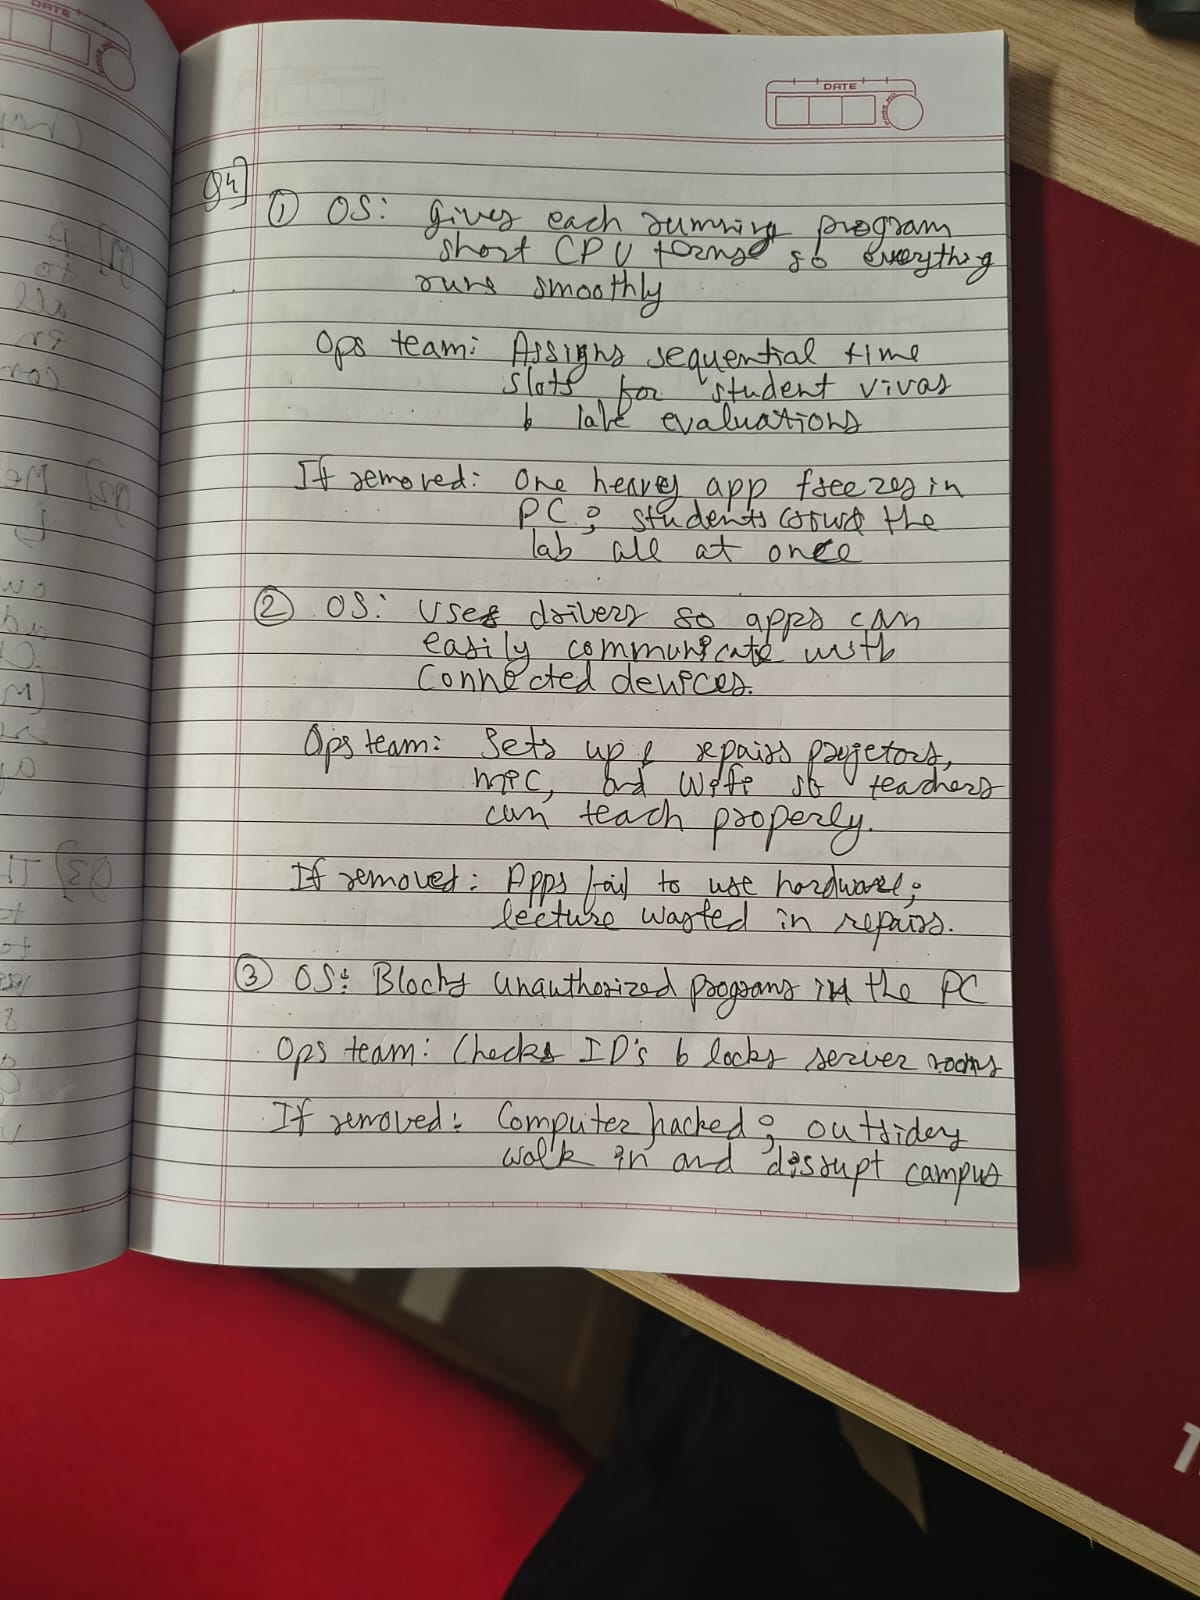 DATE
PAGE NO.
Q4]
① OS: gives each running program
short CPU turns so everything
runs smoothly
Ops team: Assigns sequential time
slots for student vivas
& lab evaluations
If removed: One heavy app freezes in
PC; students crowd the
lab all at once
② OS: Uses drivers so apps can
easily communicate with
connected devices.
Ops team: Sets up & repairs projetors,
mic, and Wifi so teachers
can teach properly.
If removed: Apps fail to use hardware;
lecture wasted in repairs.
③ OS: Blocks unauthorized programs in the PC
Ops team: Checks ID's & locks server rooms
If removed: Computer hacked; outsiders
walk in and disrupt campus